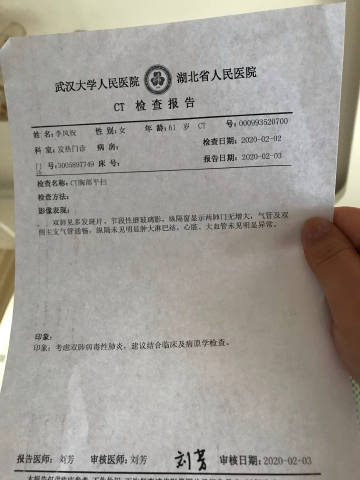 武汉大学人民医院 湖北省人民医院
CT 检查报告
姓 名：李凤祝 性 别：女 年 龄：61 岁 CT 号：000993520700
科 室：发热门诊 病 房： 检查日期：2020-02-02
门诊号：3005897749 床 号： 报告日期：2020-02-03
检查名称：CT胸部平扫
检查方法：
影像表现：
双肺见多发斑片、节段性磨玻璃影。纵隔窗显示两肺门无增大，气管及双
侧主支气管通畅，纵隔未见明显肿大淋巴结。心脏、大血管未见明显异常。
印象：
印象：考虑双肺病毒性肺炎，建议结合临床及病原学检查。
报告医师：刘芳 审核医师：刘芳 刘芳 审核日期：2020-02-03